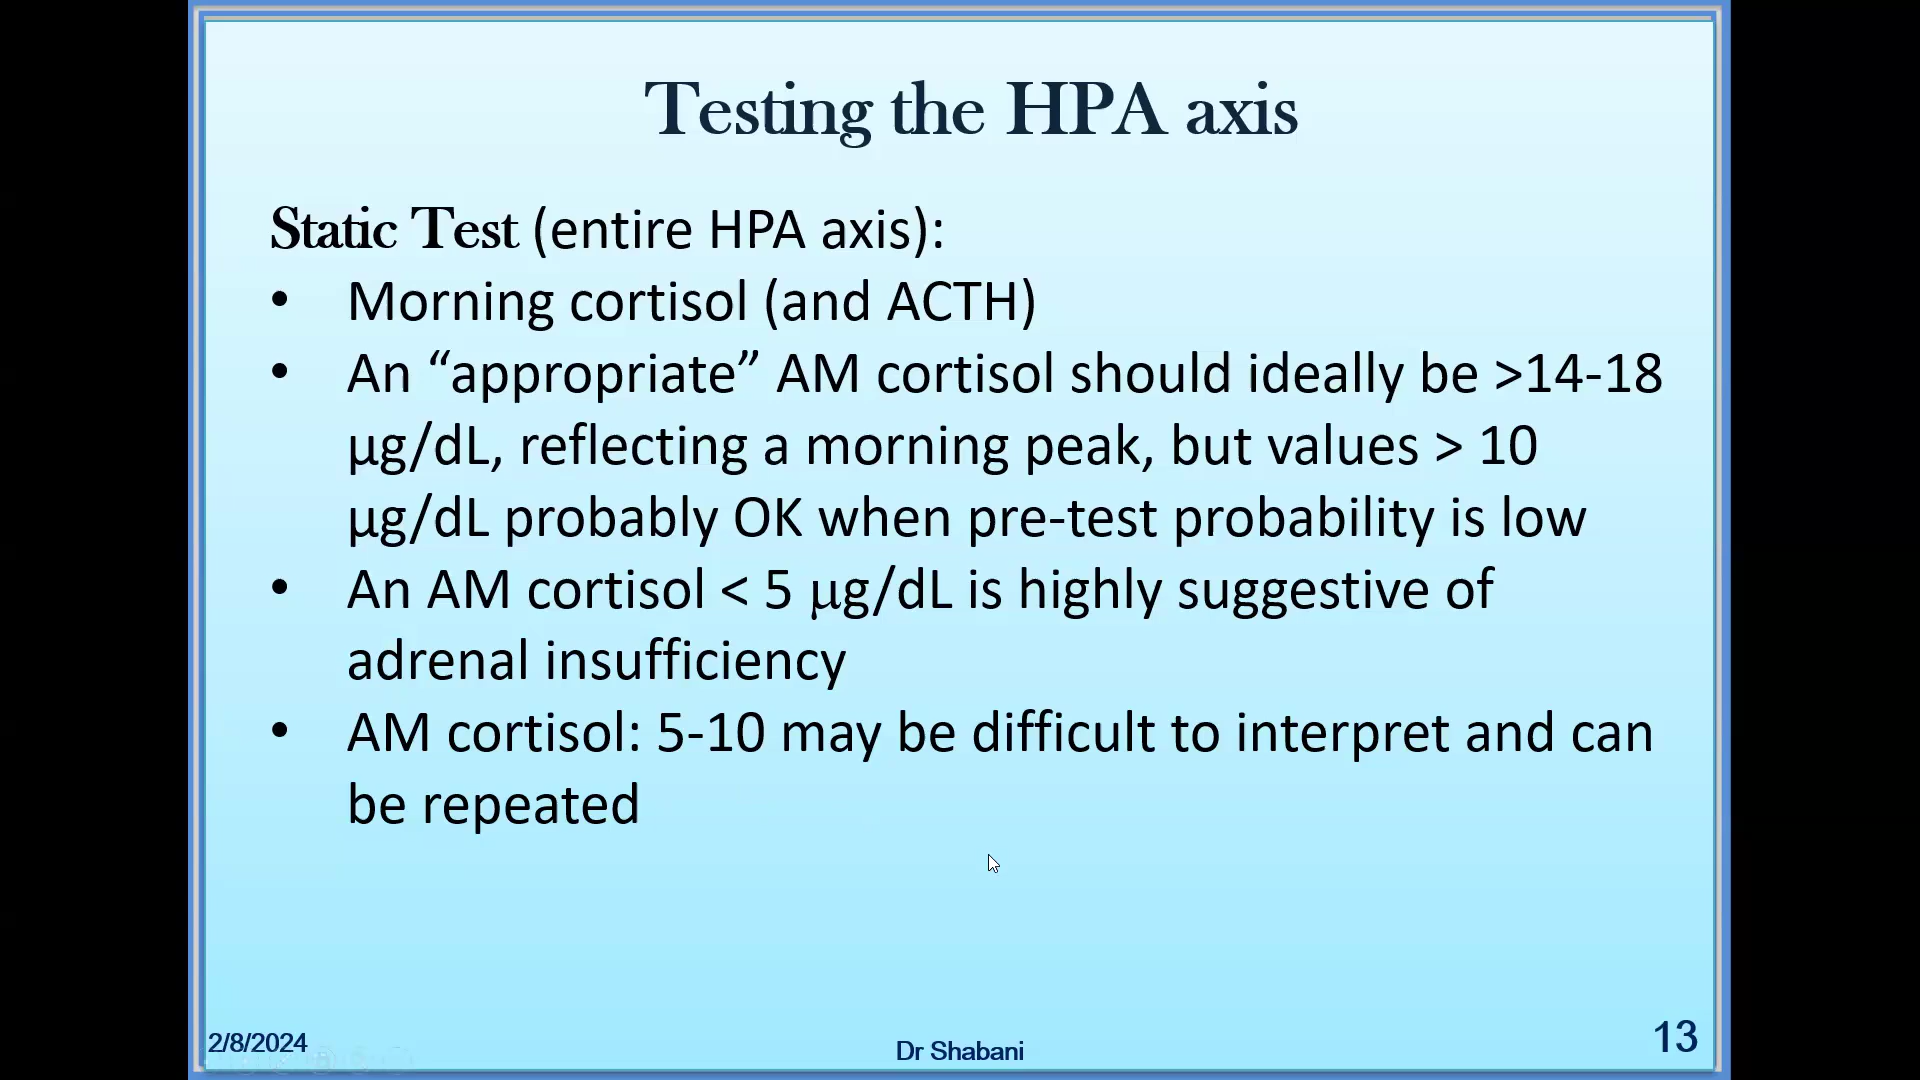 Testing the HPA axis
Static Test (entire HPA axis):
• Morning cortisol (and ACTH)
• An “appropriate” AM cortisol should ideally be >14-18
µg/dL, reflecting a morning peak, but values > 10
µg/dL probably OK when pre-test probability is low
• An AM cortisol < 5 μg/dL is highly suggestive of
adrenal insufficiency
• AM cortisol: 5-10 may be difficult to interpret and can
be repeated
2/8/2024
Dr Shabani
13